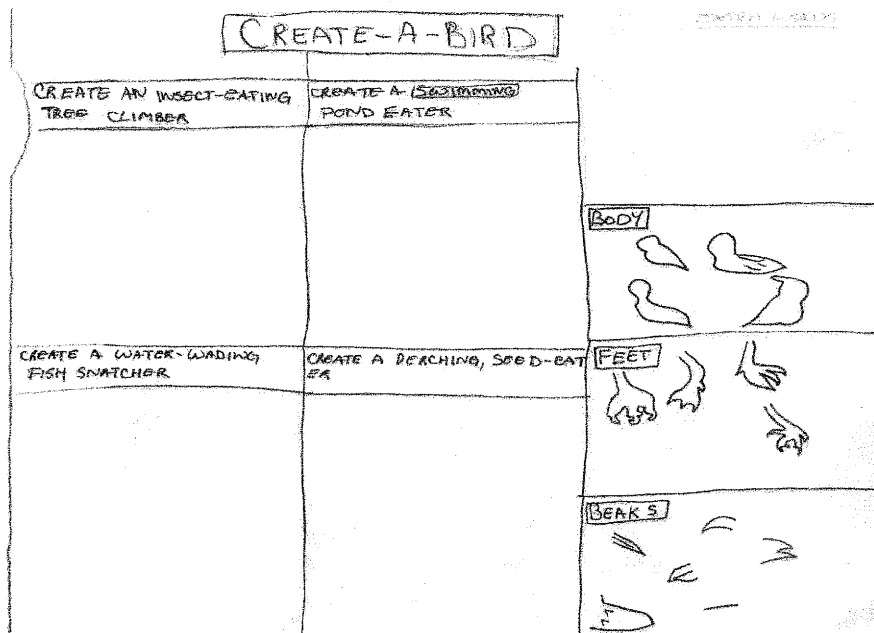 CREATE-A-BIRD
CREATE AN INSECT-EATING
TREE CLIMBER
CREATE A SWIMMING
POND EATER
BODY
CREATE A WATER-WADING
FISH SNATCHER
CREATE A PERCHING, SEED-EAT
ER
FEET
BEAKS